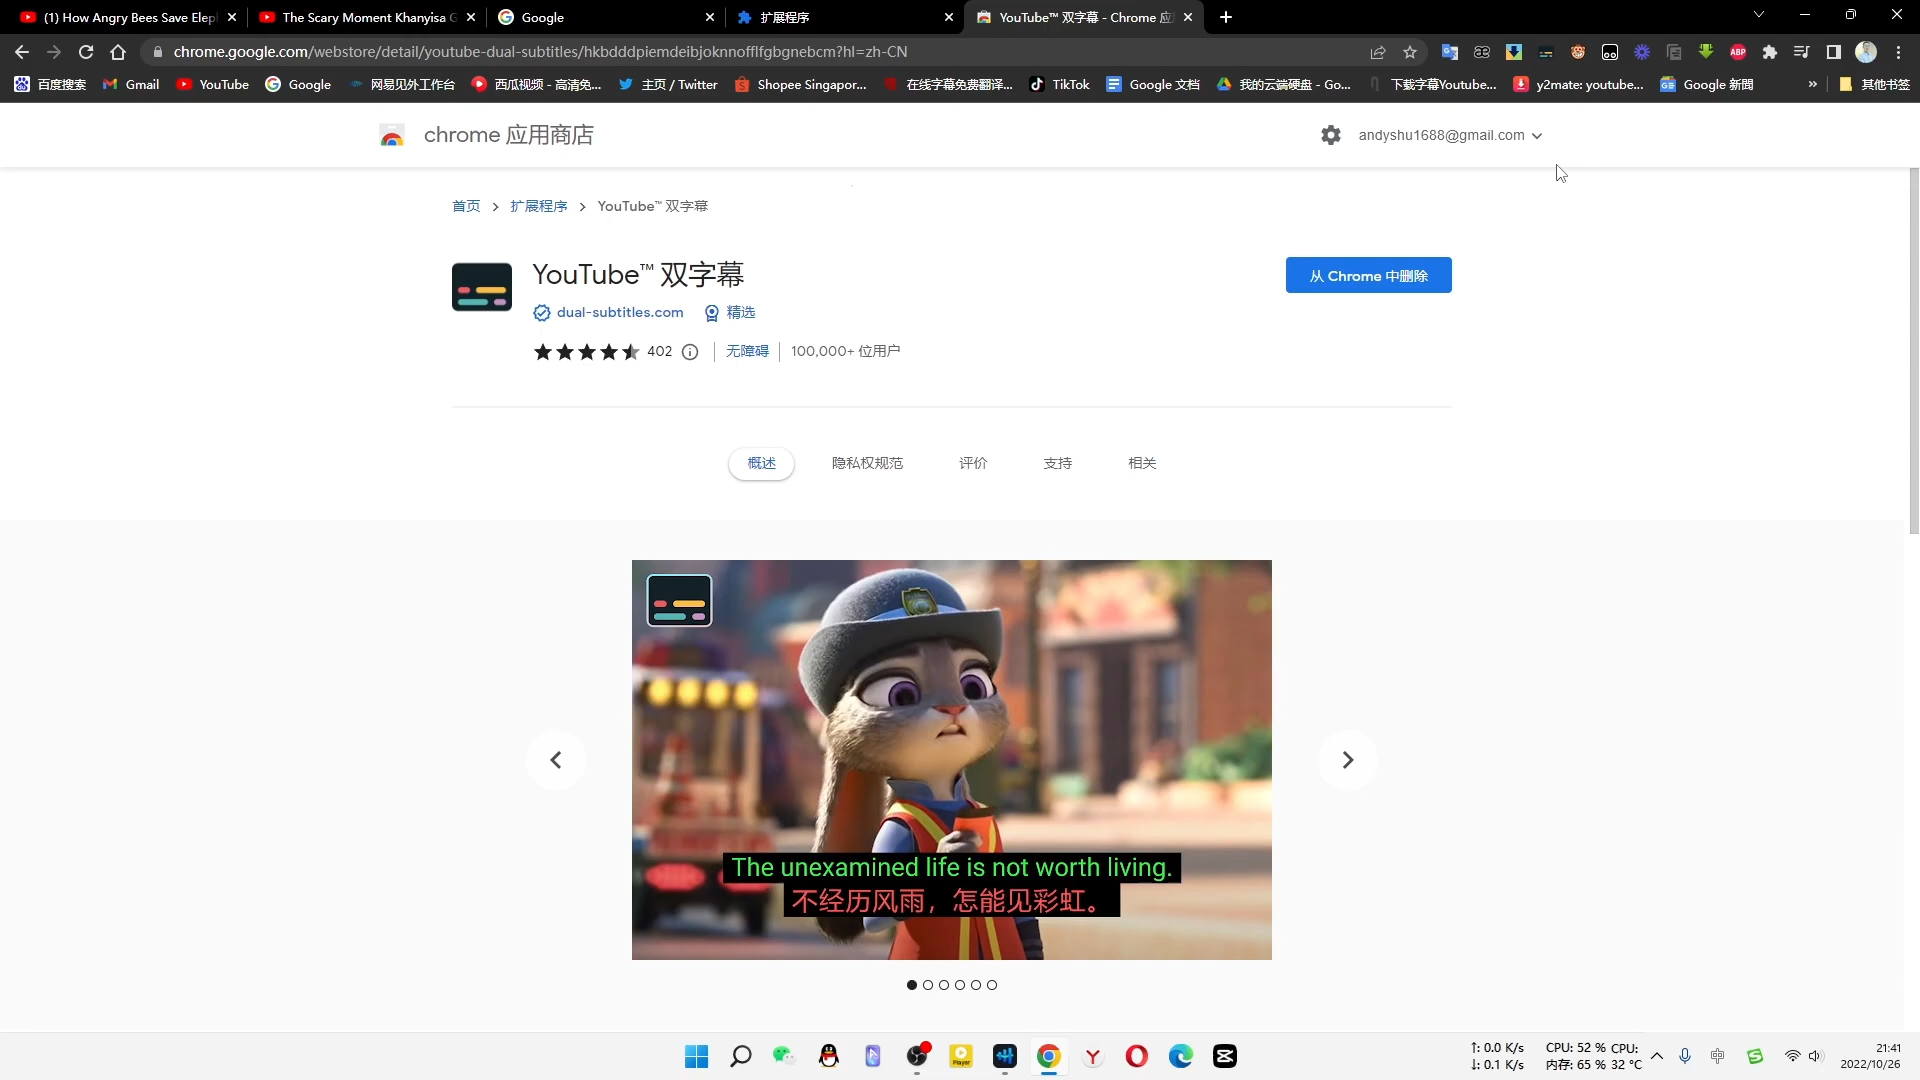 (1) How Angry Bees Save Elep
The Scary Moment Khanyisa G
Google
扩展程序
YouTube™ 双字幕 - Chrome 应
chrome.google.com/webstore/detail/youtube-dual-subtitles/hkbdddpiemdeibjoknnofflfgbgnebcm?hl=zh-CN
百度搜索
Gmail
YouTube
Google
网易见外工作台
西瓜视频 - 高清免...
主页 / Twitter
Shopee Singapor...
在线字幕免费翻译...
TikTok
Google 文档
我的云端硬盘 - Go...
下载字幕Youtube...
y2mate: youtube...
Google 新聞
»
其他书签
chrome 应用商店
andyshu1688@gmail.com
首页 > 扩展程序 > YouTube™ 双字幕
YouTube™ 双字幕
从 Chrome 中删除
dual-subtitles.com
精选
402
无障碍
100,000+ 位用户
概述
隐私权规范
评价
支持
相关
The unexamined life is not worth living.
不经历风雨，怎能见彩虹。
↑: 0.0 K/s
CPU: 52 % CPU:
↓: 0.1 K/s
内存: 65 % 32 °C
中
21:41
2022/10/26